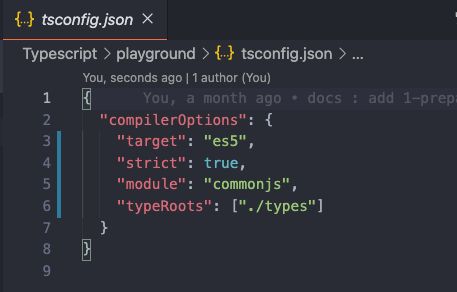 {..} tsconfig.json ×
Typescript > playground > {..} tsconfig.json > ...
You, seconds ago | 1 author (You)
1 { You, a month ago • docs : add 1-prepa
2 "compilerOptions": {
3 "target": "es5",
4 "strict": true,
5 "module": "commonjs",
6 "typeRoots": ["./types"]
7 }
8 }
9